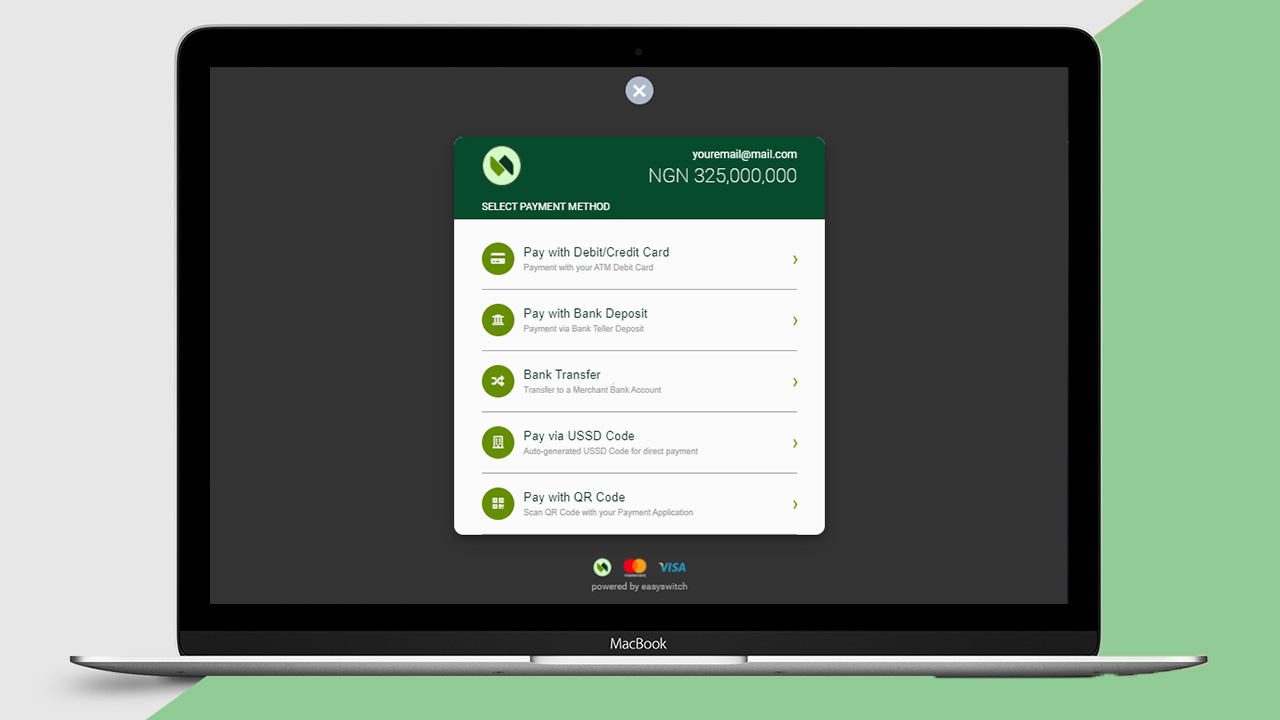 youremail@mail.com
NGN 325,000,000
SELECT PAYMENT METHOD
Pay with Debit/Credit Card
Payment with your ATM Debit Card
Pay with Bank Deposit
Payment via Bank Teller Deposit
Bank Transfer
Transfer to a Merchant Bank Account
Pay via USSD Code
Auto-generated USSD Code for direct payment
Pay with QR Code
Scan QR Code with your Payment Application
mastercard
VISA
powered by easyswitch
MacBook